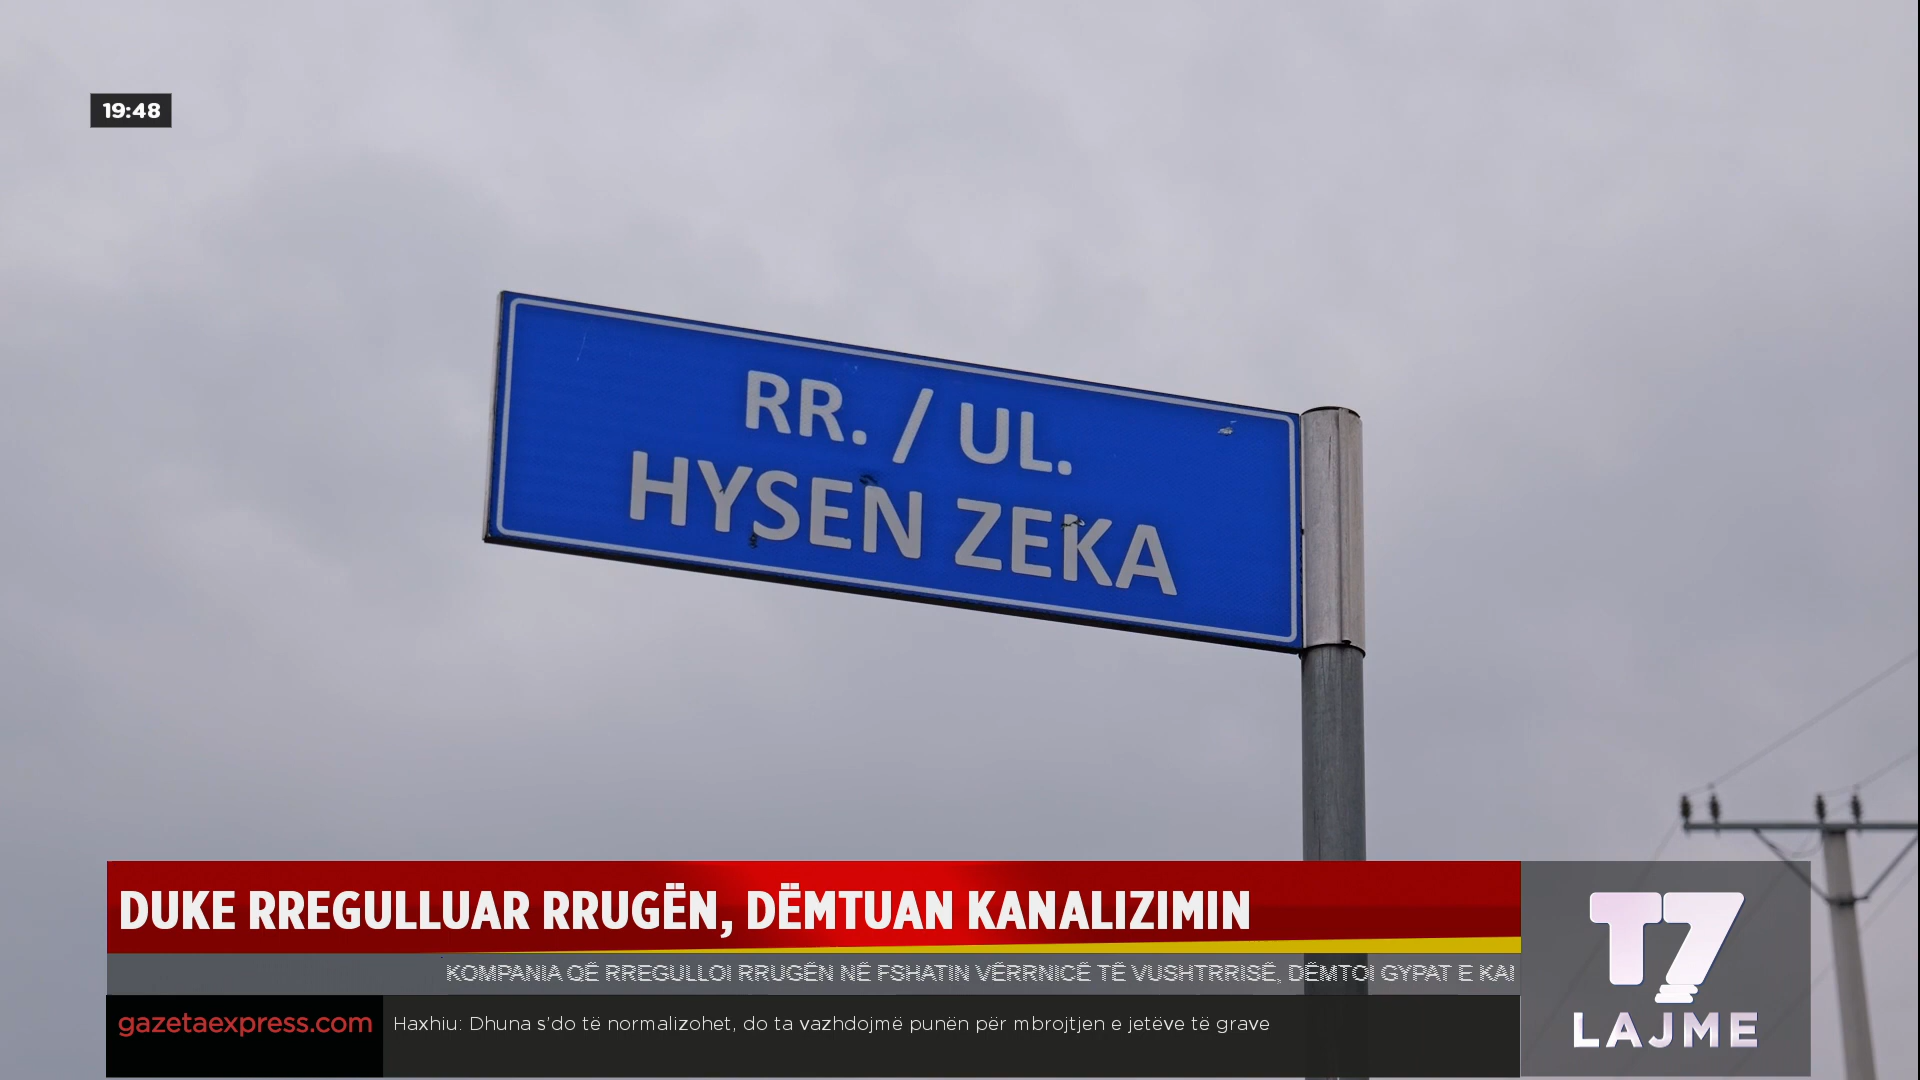 19:48
RR. / UL.
HYSEN ZEKA
DUKE RREGULLUAR RRUGËN, DËMTUAN KANALIZIMIN
KOMPANIA QË RREGULLOI RRUGËN NË FSHATIN VËRRNICË TË VUSHTRRISË, DËMTOI GYPAT E
gazetaexpress.com
Haxhiu: Dhuna s'do të normalizohet, do ta vazhdojmë punën për mbrojtjen e jetëve të grave
T7
LAJME